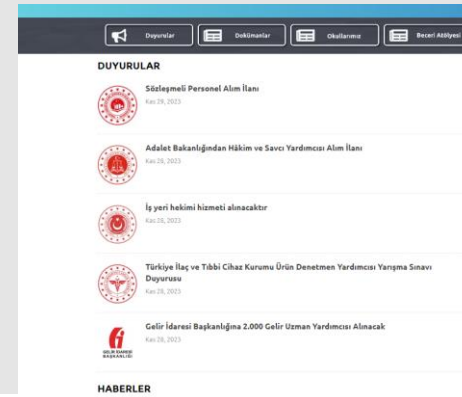 Duyurular
Dokümanlar
Okullarımız
Beceri Atölyesi
DUYURULAR
Sözleşmeli Personel Alım İlanı
Kas 29, 2023
Adalet Bakanlığından Hâkim ve Savcı Yardımcısı Alım İlanı
Kas 28, 2023
İş yeri hekimi hizmeti alınacaktır
Kas 28, 2023
Türkiye İlaç ve Tıbbi Cihaz Kurumu Ürün Denetmen Yardımcısı Yarışma Sınavı
Duyurusu
Kas 28, 2023
Gelir İdaresi Başkanlığına 2.000 Gelir Uzman Yardımcısı Alınacak
Kas 28, 2023
GELİR İDARESİ
BAŞKANLIĞI
HABERLER